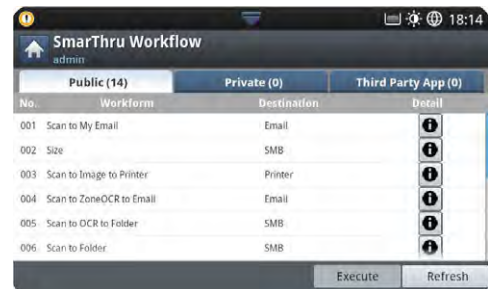 18:14
SmarThru Workflow
admin
Public (14) Private (0) Third Party App (0)
No. Workform Destination Detail
001 Scan to My Email Email
002 Size SMB
003 Scan to Image to Printer Printer
004 Scan to ZoneOCR to Email Email
005 Scan to OCR to Folder SMB
006 Scan to Folder SMB
Execute Refresh